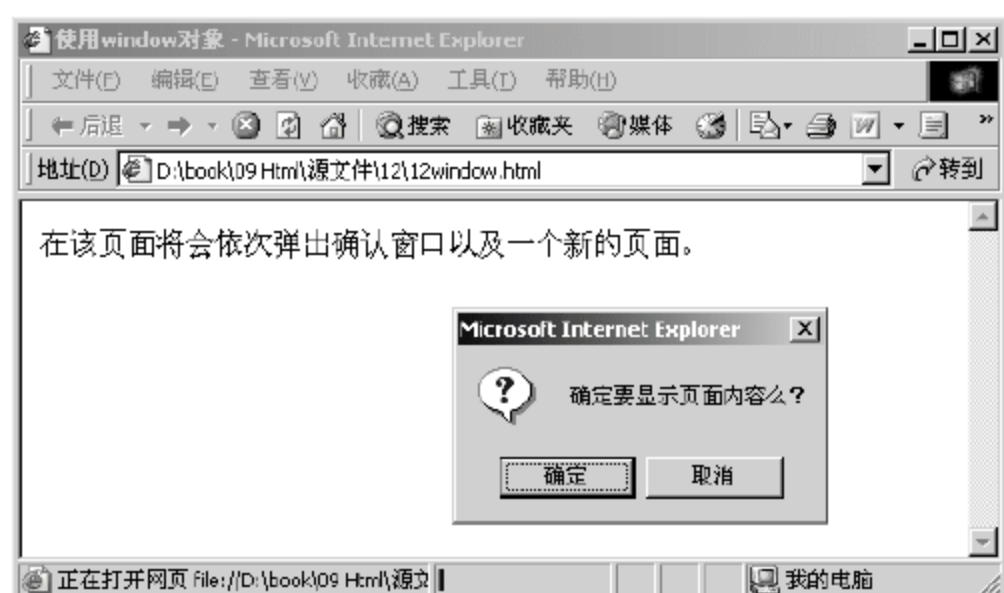 使用window对象 - Microsoft Internet Explorer
文件(F) 编辑(E) 查看(V) 收藏(A) 工具(T) 帮助(H)
后退 搜索 收藏夹 媒体 »
地址(D) D:\book\09 Html\源文件\12\12window.html 转到
在该页面将会依次弹出确认窗口以及一个新的页面。
Microsoft Internet Explorer
确定要显示页面内容么?
确定 取消
正在打开网页 file://D:\book\09 Html\源文 我的电脑